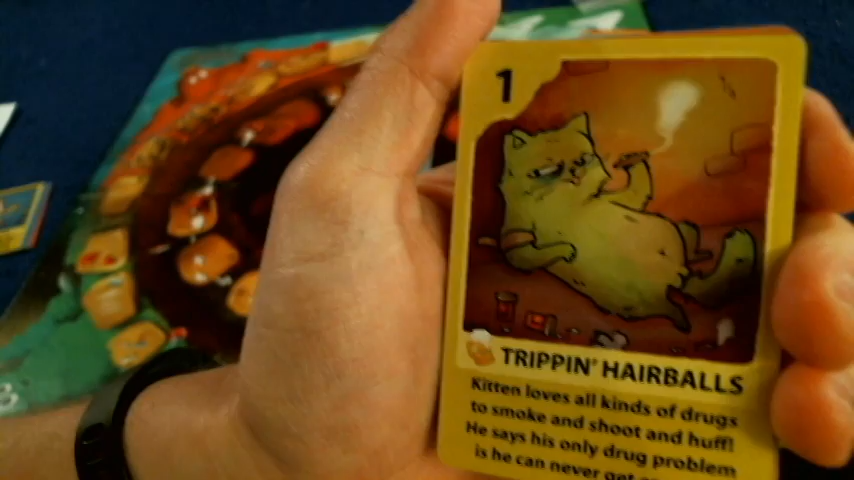 1
TRIPPIN' HAIRBALLS
Kitten loves all kinds of drugs
to smoke and shoot and huff!
He says his only drug problem
is he can never get